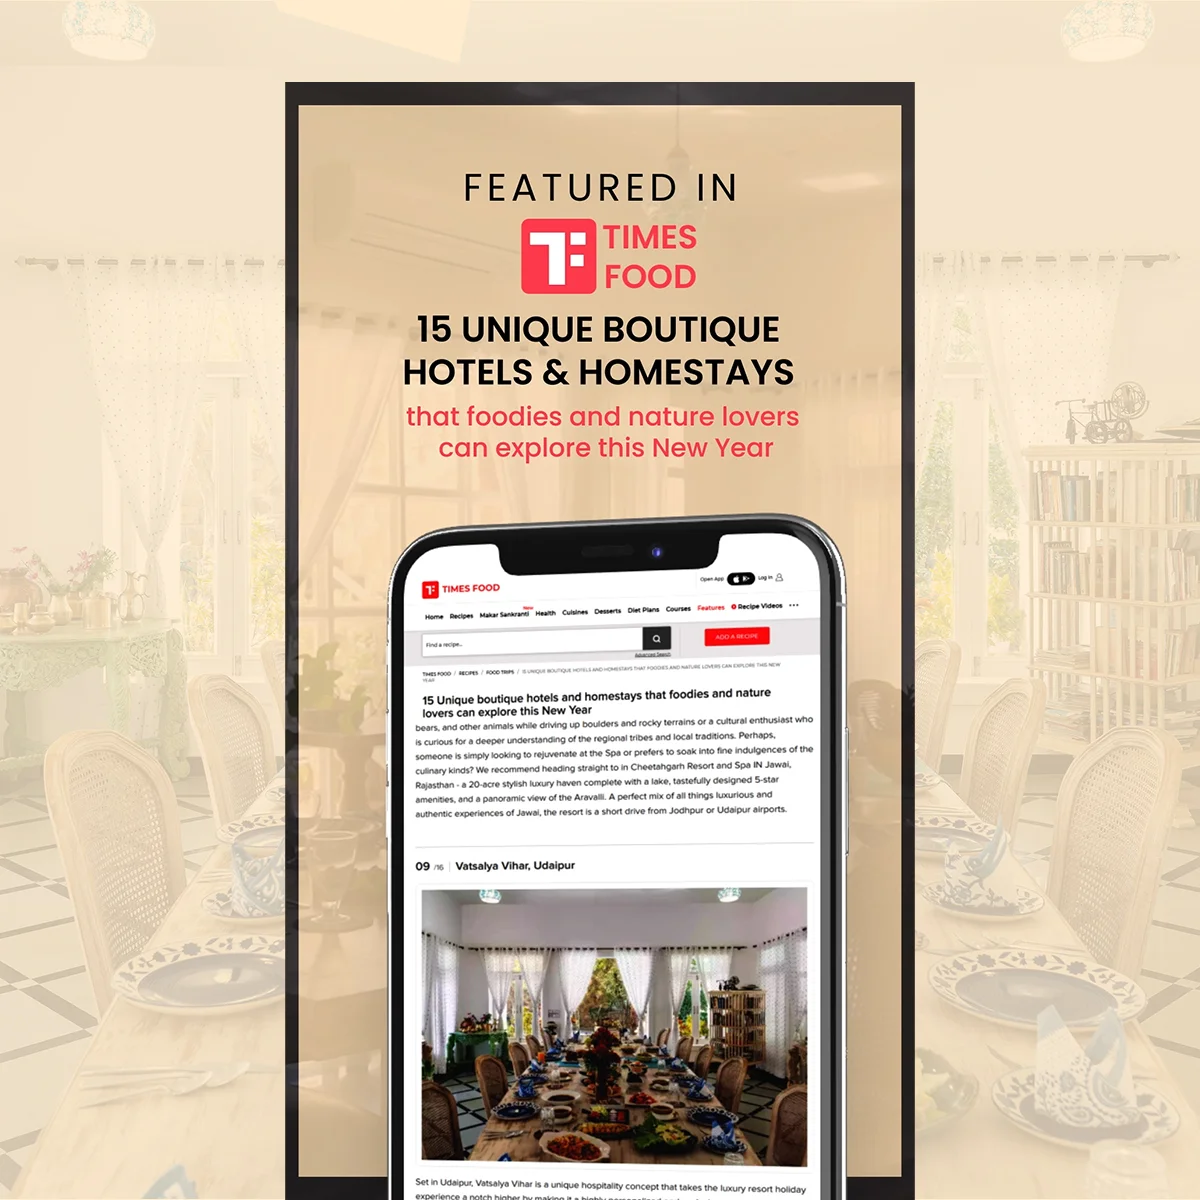 FEATURED IN
TIMES
FOOD
15 UNIQUE BOUTIQUE
HOTELS & HOMESTAYS
that foodies and nature lovers
can explore this New Year
TIMES FOOD
Open App
Log in
New
Home Recipes Makar Sankranti Health Cuisines Desserts Diet Plans Courses Features Recipe Videos
Find a recipe...
ADD A RECIPE
Advanced Search
TIMES FOOD / RECIPES / FOOD TRIPS / 15 UNIQUE BOUTIQUE HOTELS AND HOMESTAYS THAT FOODIES AND NATURE LOVERS CAN EXPLORE THIS NEW
YEAR
15 Unique boutique hotels and homestays that foodies and nature
lovers can explore this New Year
bears, and other animals while driving up boulders and rocky terrains or a cultural enthusiast who
is curious for a deeper understanding of the regional tribes and local traditions. Perhaps,
someone is simply looking to rejuvenate at the Spa or prefers to soak into fine indulgences of the
culinary kinds? We recommend heading straight to in Cheetahgarh Resort and Spa IN Jawai,
Rajasthan - a 20-acre stylish luxury haven complete with a lake, tastefully designed 5-star
amenities, and a panoramic view of the Aravalli. A perfect mix of all things luxurious and
authentic experiences of Jawai, the resort is a short drive from Jodhpur or Udaipur airports.
09 /16 Vatsalya Vihar, Udaipur
Set in Udaipur, Vatsalya Vihar is a unique hospitality concept that takes the luxury resort holiday
experience a notch higher by making it a highly